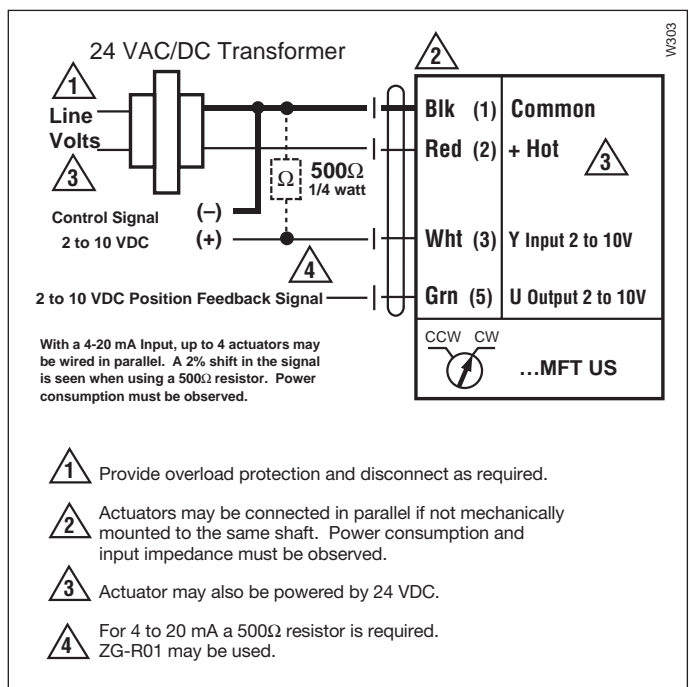 W303
24 VAC/DC Transformer
1
Line
Volts
3
2
Blk (1) Common
Red (2) + Hot
3
Ω
500Ω
1/4 watt
Control Signal (–)
2 to 10 VDC (+)
Wht (3) Y Input 2 to 10V
4
2 to 10 VDC Position Feedback Signal
Grn (5) U Output 2 to 10V
CCW CW
...MFT US
With a 4-20 mA Input, up to 4 actuators may
be wired in parallel. A 2% shift in the signal
is seen when using a 500Ω resistor. Power
consumption must be observed.
1 Provide overload protection and disconnect as required.
2 Actuators may be connected in parallel if not mechanically
mounted to the same shaft. Power consumption and
input impedance must be observed.
3 Actuator may also be powered by 24 VDC.
4 For 4 to 20 mA a 500Ω resistor is required.
ZG-R01 may be used.